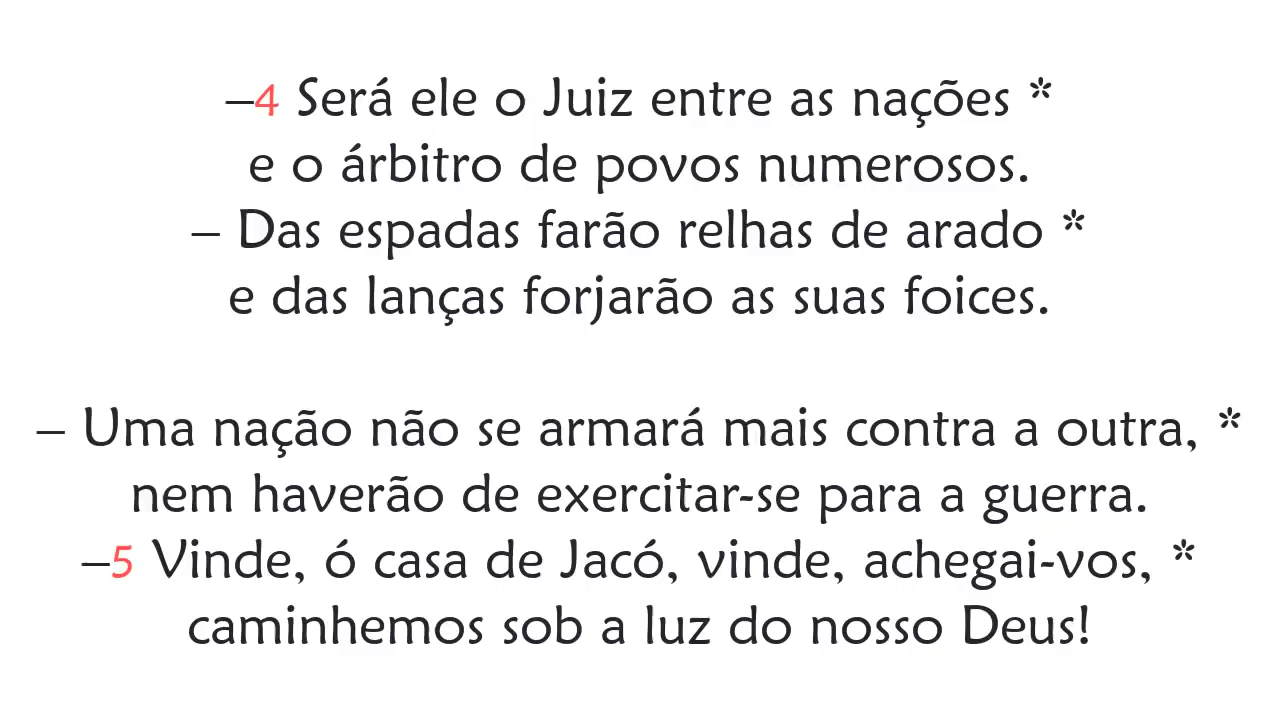 –4 Será ele o Juiz entre as nações *
e o árbitro de povos numerosos.
– Das espadas farão relhas de arado *
e das lanças forjarão as suas foices.
– Uma nação não se armará mais contra a outra, *
nem haverão de exercitar-se para a guerra.
–5 Vinde, ó casa de Jacó, vinde, achegai-vos, *
caminhemos sob a luz do nosso Deus!